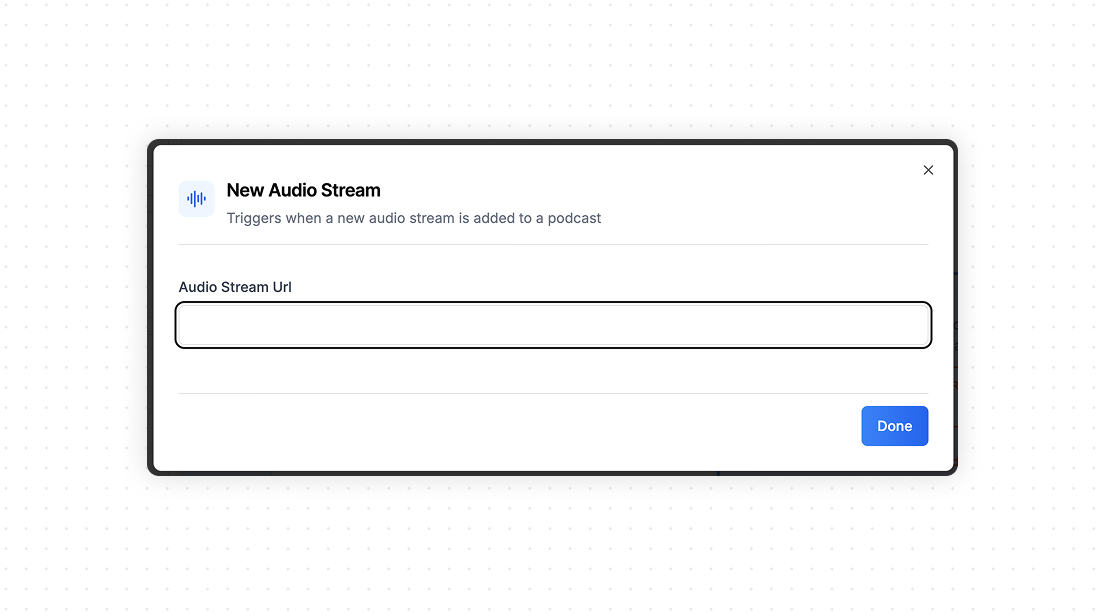 New Audio Stream
Triggers when a new audio stream is added to a podcast
Audio Stream Url
Done